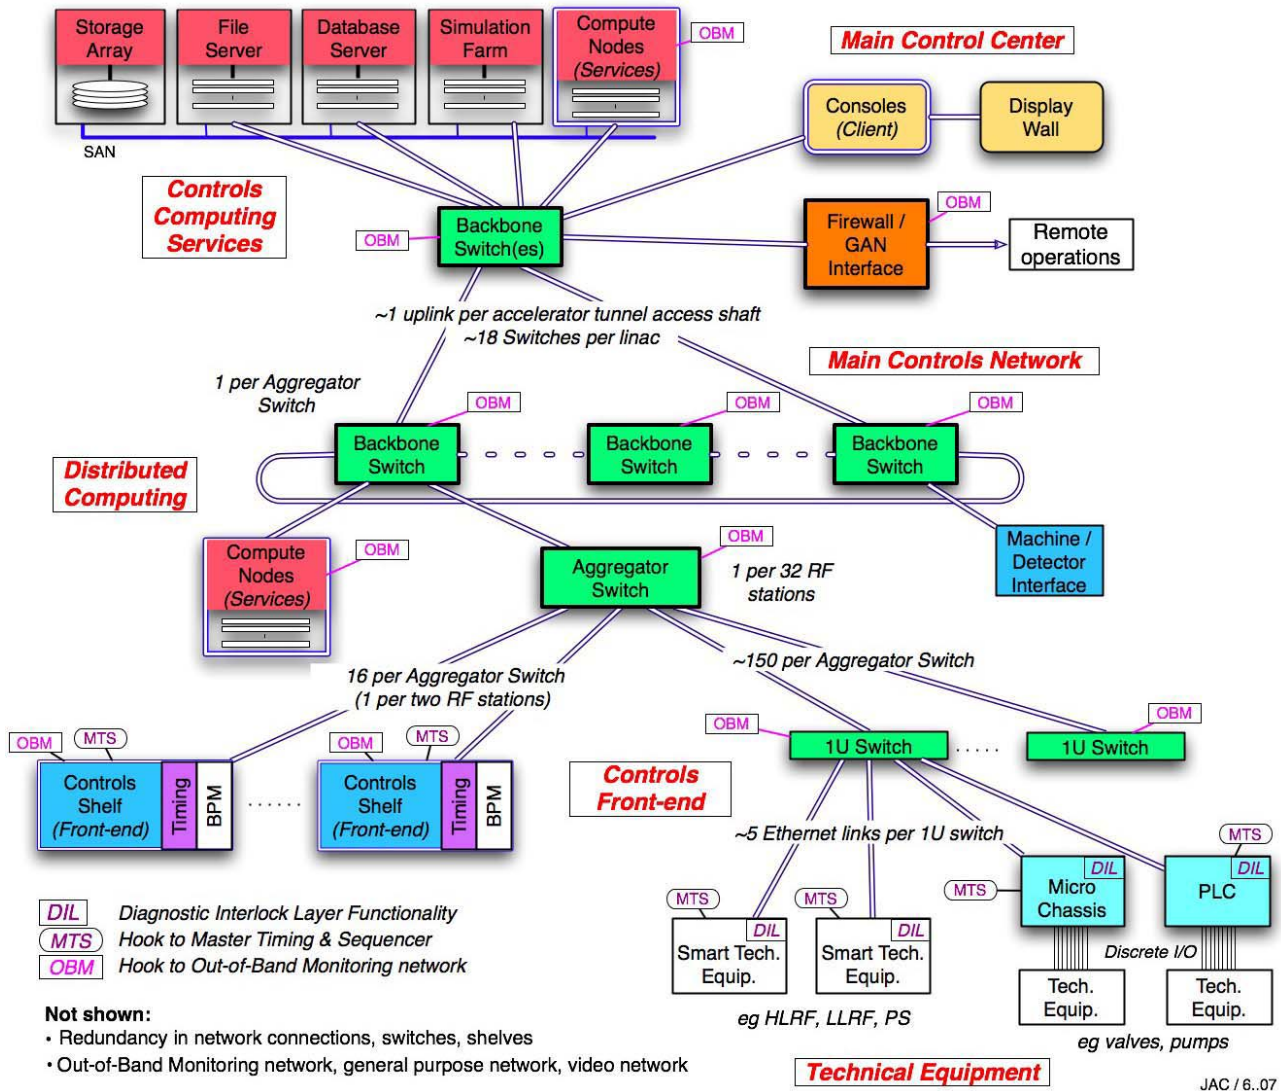 Storage
Array
File
Server
Database
Server
Simulation
Farm
Compute
Nodes
(Services)
OBM
Main Control Center
SAN
Consoles
(Client)
Display
Wall
Controls
Computing
Services
OBM
Backbone
Switch(es)
Firewall /
GAN
Interface
OBM
Remote
operations
~1 uplink per accelerator tunnel access shaft
~18 Switches per linac
Main Controls Network
1 per Aggregator
Switch
OBM
OBM
OBM
Backbone
Switch
Backbone
Switch
Backbone
Switch
Distributed
Computing
Compute
Nodes
(Services)
OBM
Aggregator
Switch
OBM
1 per 32 RF
stations
Machine /
Detector
Interface
16 per Aggregator Switch
(1 per two RF stations)
~150 per Aggregator Switch
OBM
MTS
Controls
Shelf
(Front-end)
Timing
BPM
OBM
MTS
Controls
Shelf
(Front-end)
Timing
BPM
OBM
1U Switch
OBM
1U Switch
Controls
Front-end
~5 Ethernet links per 1U switch
MTS
DIL
Smart Tech.
Equip.
MTS
DIL
Smart Tech.
Equip.
eg HLRF, LLRF, PS
MTS
DIL
Micro
Chassis
MTS
DIL
PLC
Discrete I/O
Tech.
Equip.
Tech.
Equip.
eg valves, pumps
Technical Equipment
DIL Diagnostic Interlock Layer Functionality
MTS Hook to Master Timing & Sequencer
OBM Hook to Out-of-Band Monitoring network
Not shown:
• Redundancy in network connections, switches, shelves
• Out-of-Band Monitoring network, general purpose network, video network
JAC / 6..07